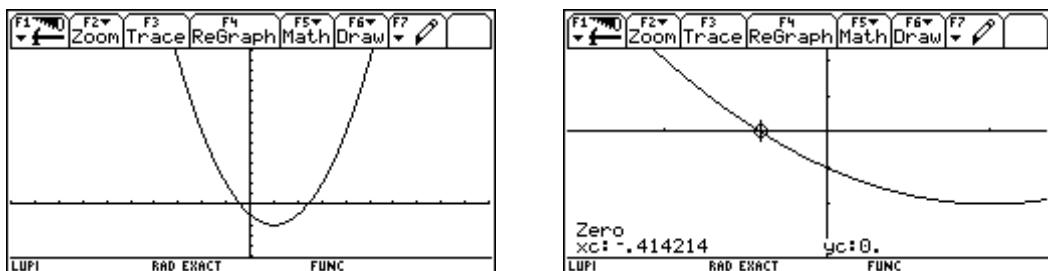 F1 F2 F3 F4 F5 F6 F7
Zoom Trace ReGraph Math Draw
LUPI RAD EXACT FUNC
F1 F2 F3 F4 F5 F6 F7
Zoom Trace ReGraph Math Draw
Zero
xc:-.414214 yc:0.
LUPI RAD EXACT FUNC